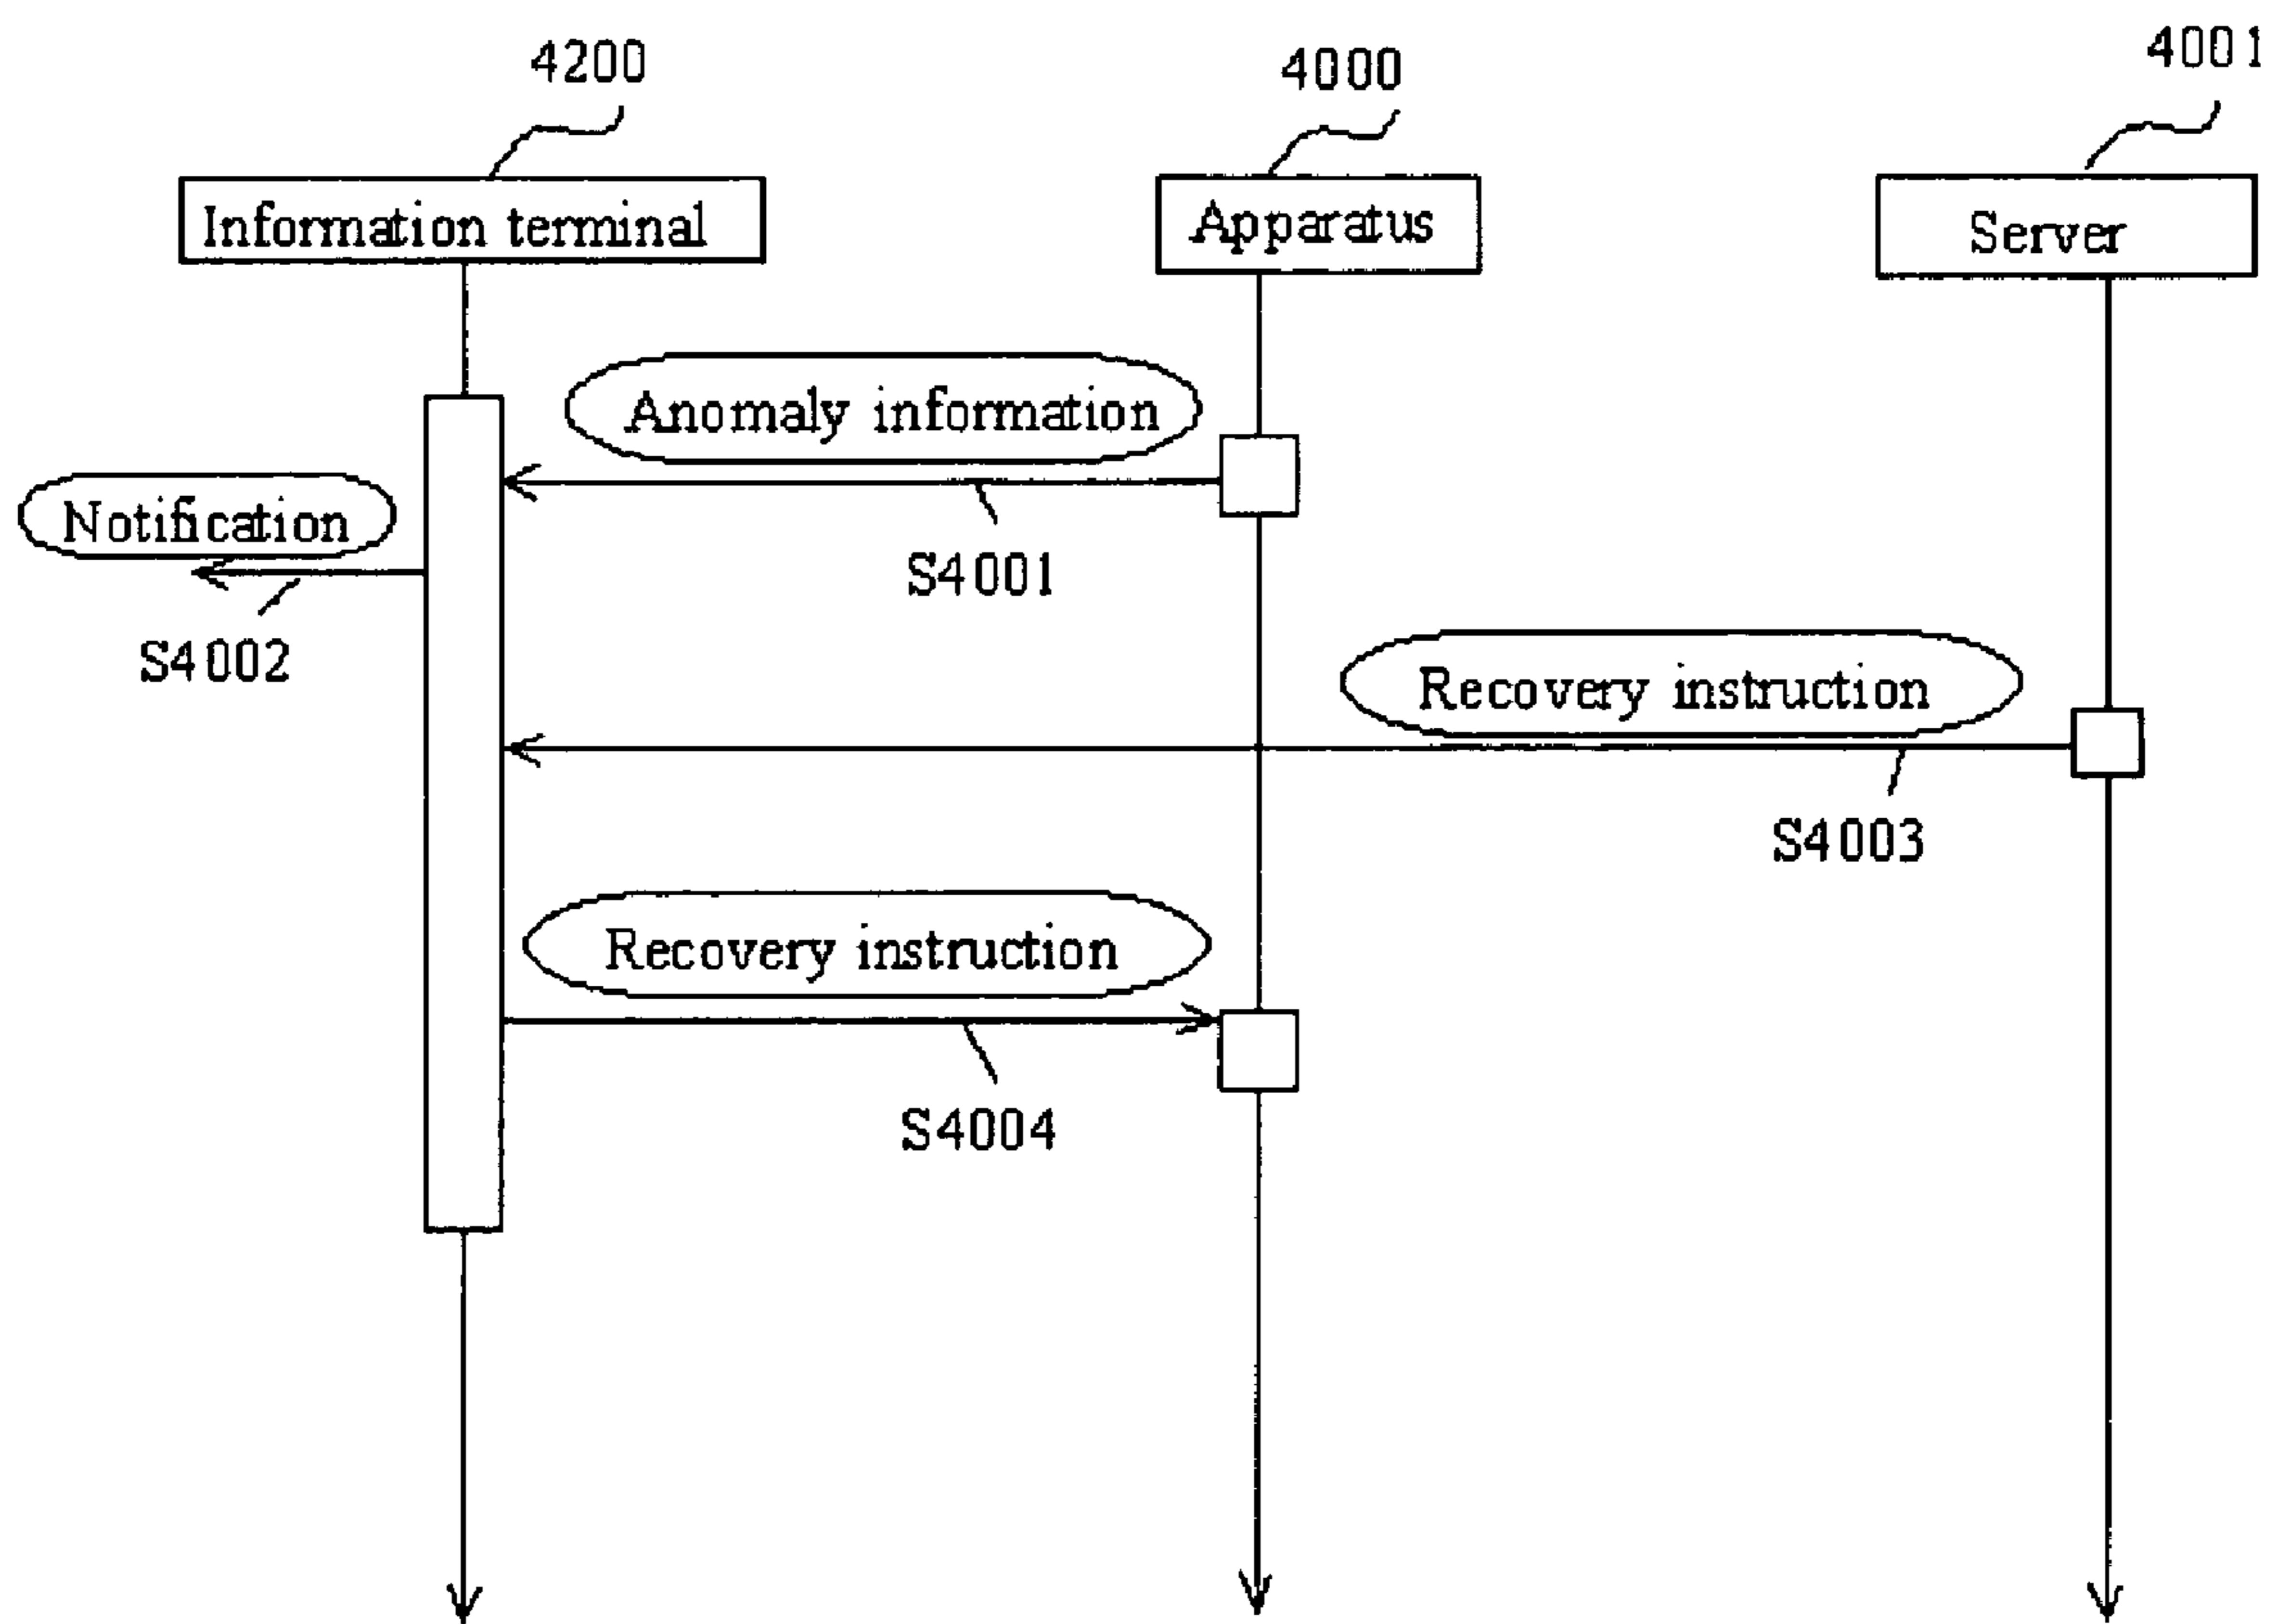 4200
4000
4001
Information terminal
Apparatus
Server
Anomaly information
Notification
S4001
S4002
Recovery instruction
S4003
Recovery instruction
S4004